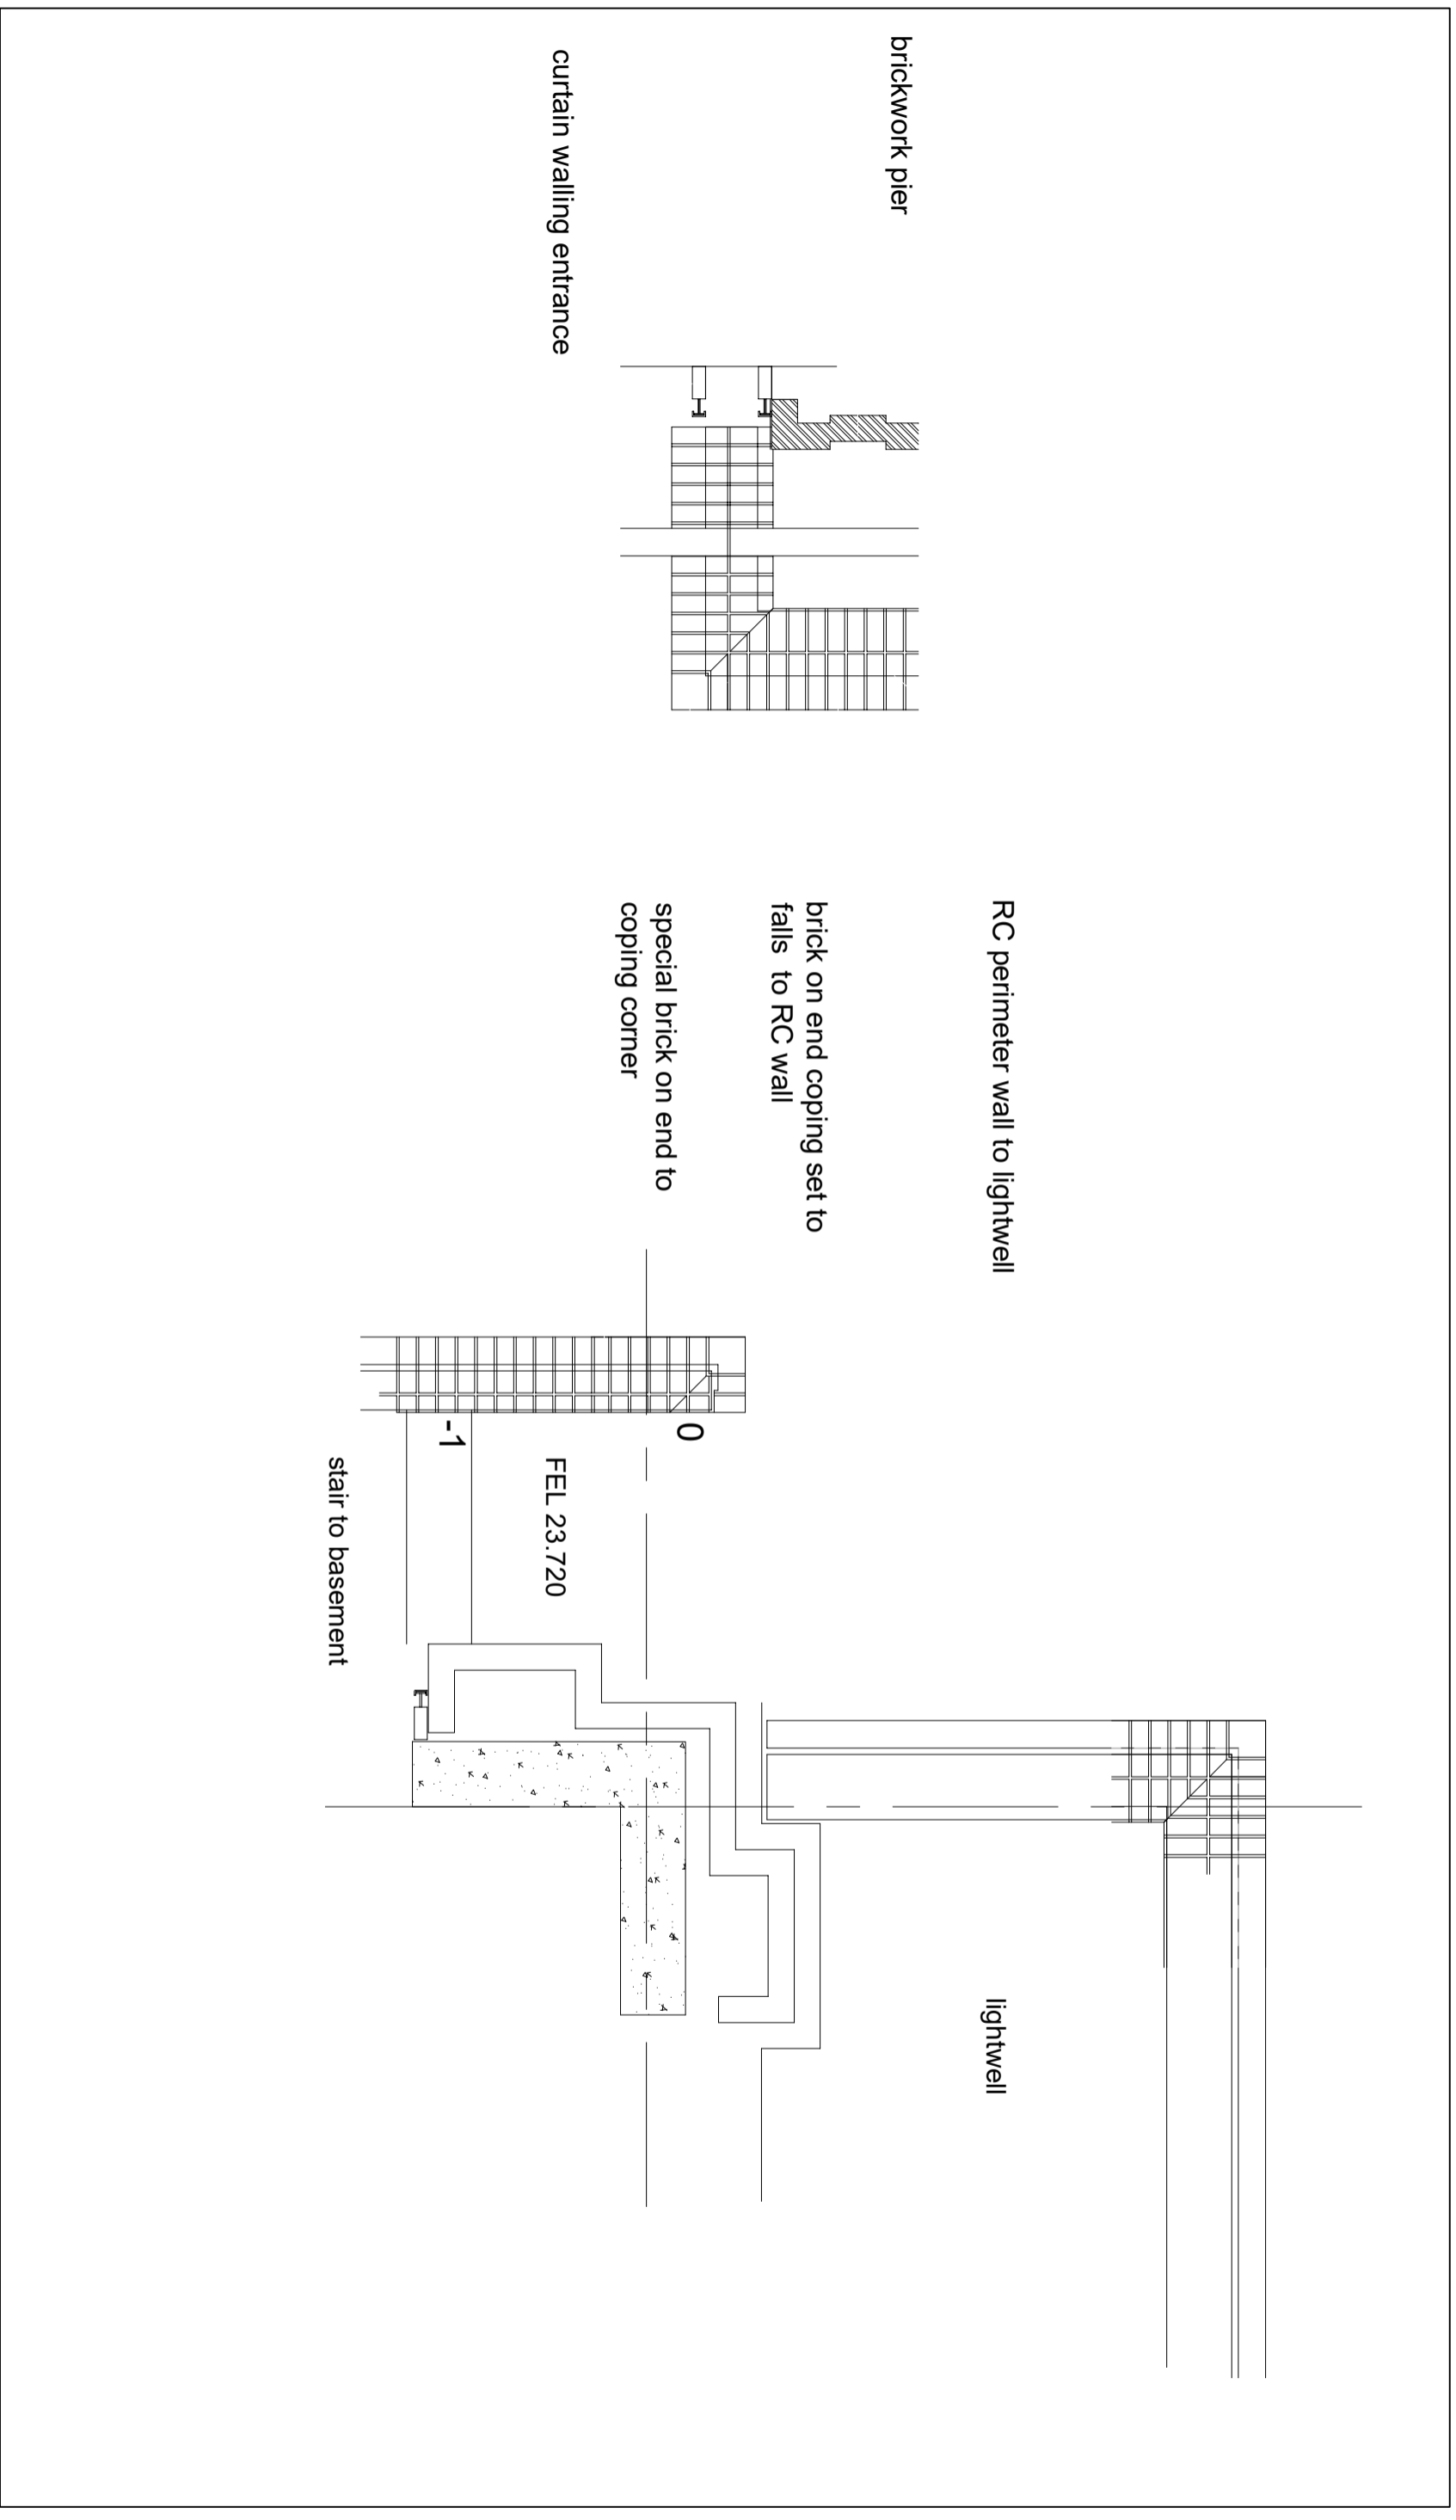 brickwork pier
curtain walling entrance
RC perimeter wall to lightwell
brick on end coping set to
falls to RC wall
special brick on end to
coping corner
0
-1
FEL 23.720
stair to basement
lightwell